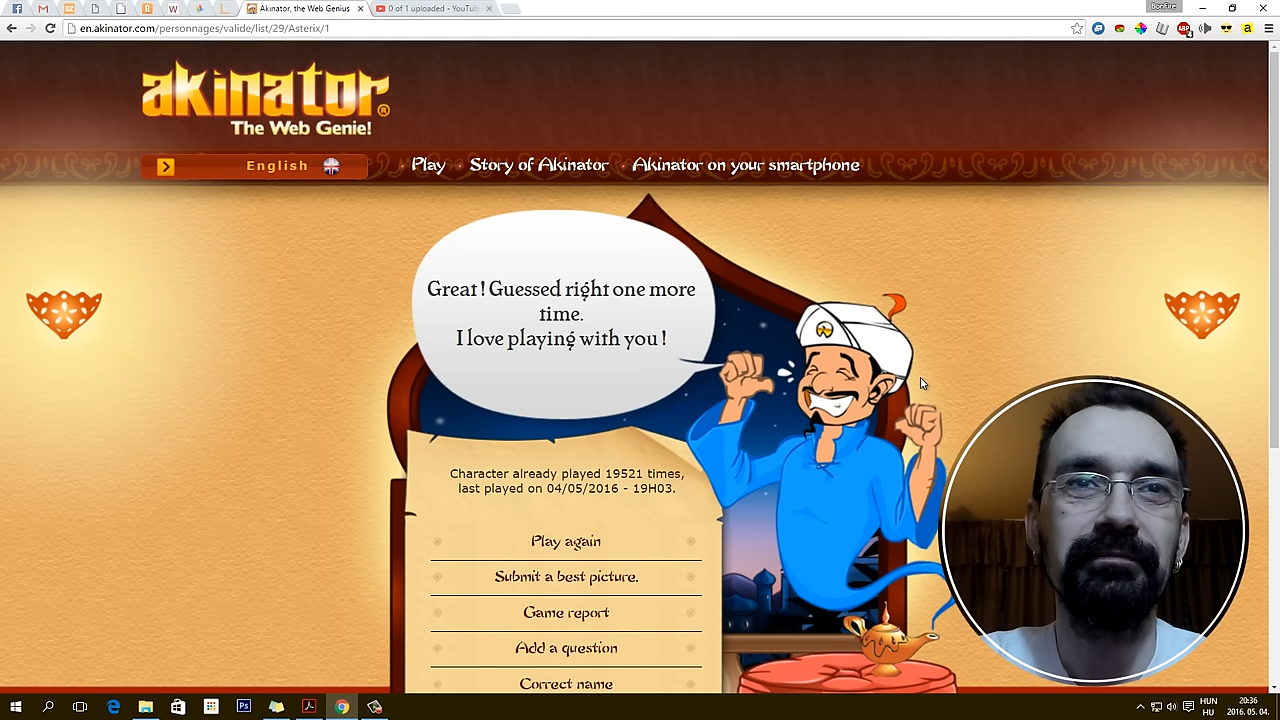 BonFire
Akinator, the Web Genius
0 of 1 uploaded - YouTub
en.akinator.com/personnages/valide/list/29/Asterix/1
akinator®
The Web Genie!
English
Play
Story of Akinator
Akinator on your smartphone
Great ! Guessed right one more
time.
I love playing with you !
Character already played 19521 times,
last played on 04/05/2016 - 19H03.
Play again
Submit a best picture.
Game report
Add a question
Correct name
HUN
HU
20:36
2016. 05. 04.